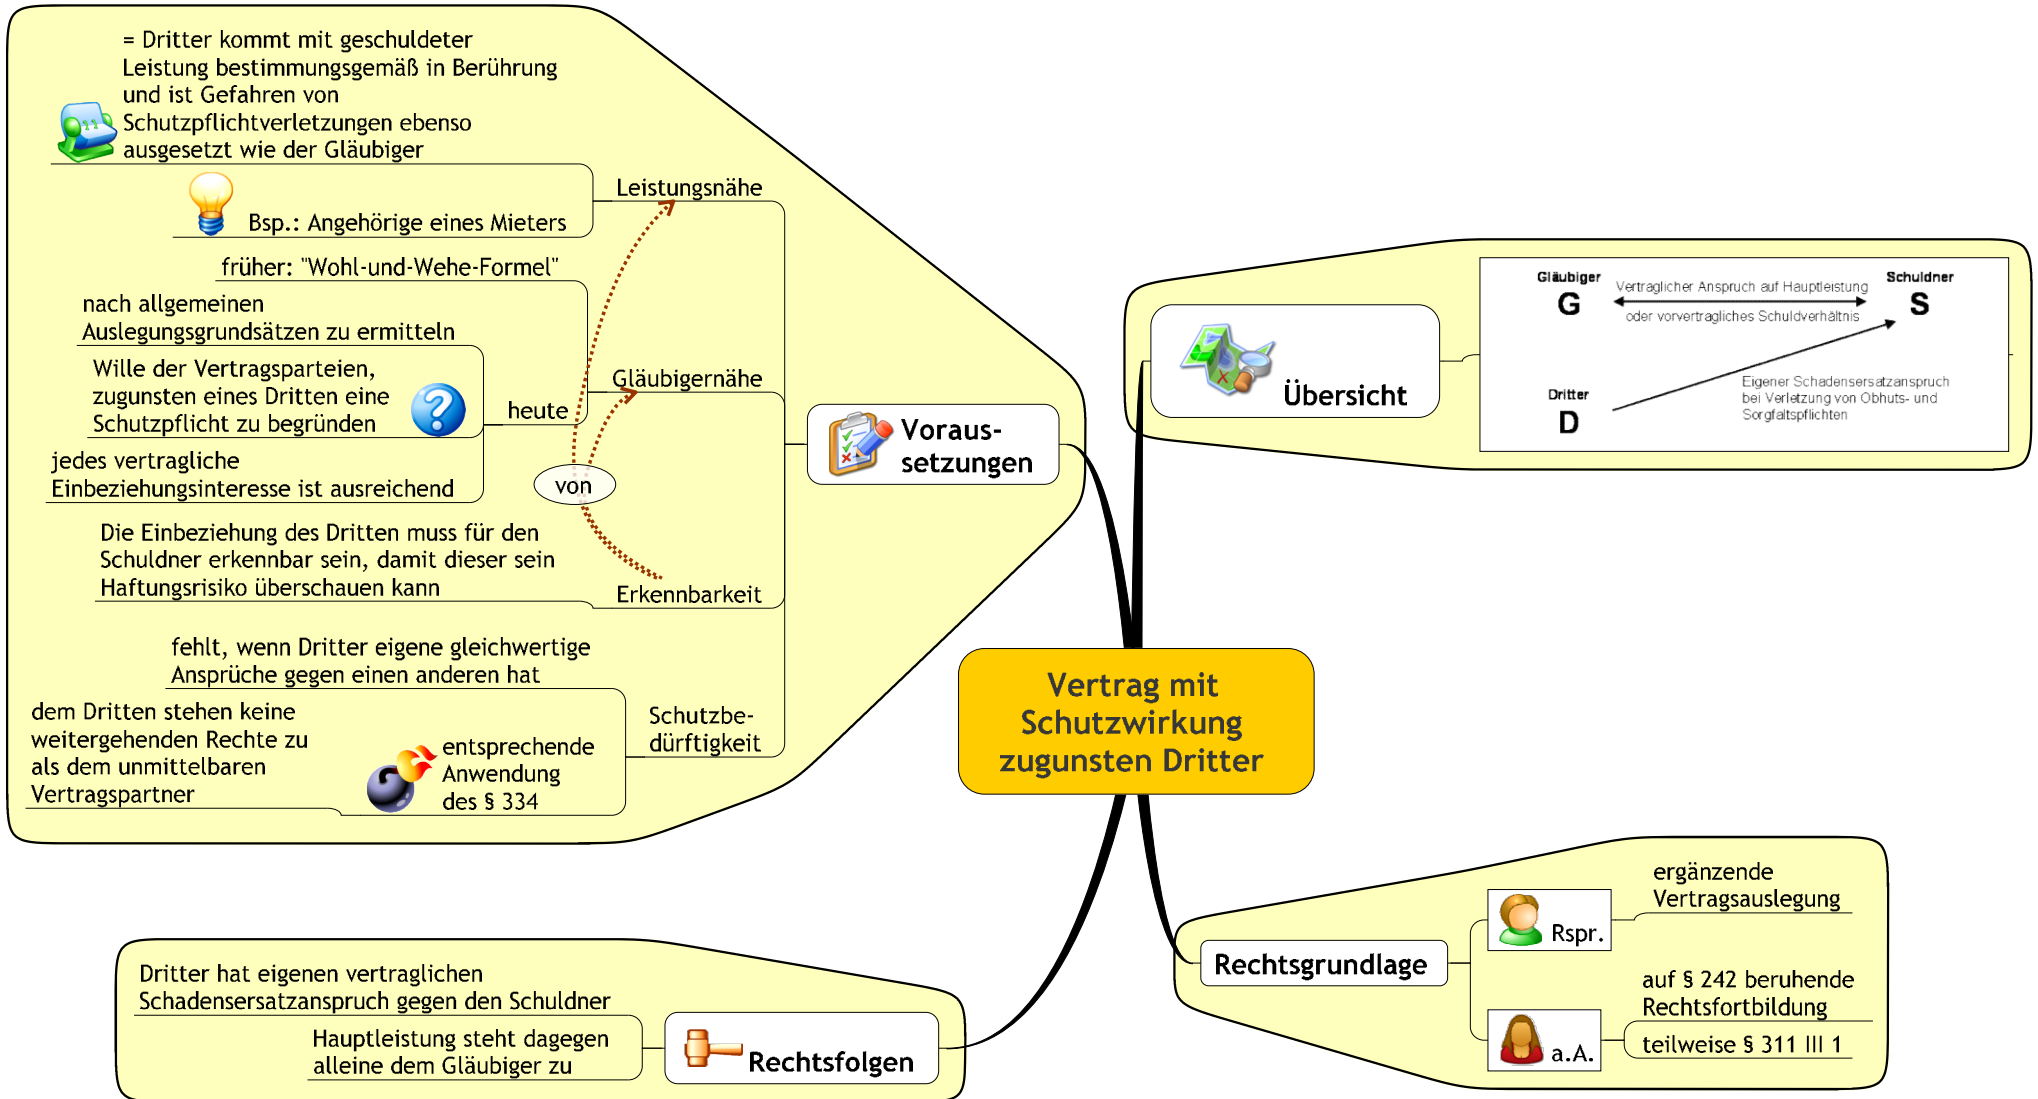 Vertrag mit
Schutzwirkung
zugunsten Dritter
Übersicht
Gläubiger
G
Vertraglicher Anspruch auf Hauptleistung
oder vorvertragliches Schuldverhältnis
Schuldner
S
Dritter
D
Eigener Schadensersatzanspruch
bei Verletzung von Obhuts- und
Sorgfaltspflichten
Rechtsgrundlage
Rspr.
ergänzende
Vertragsauslegung
a.A.
auf § 242 beruhende
Rechtsfortbildung
teilweise § 311 III 1
Voraus-
setzungen
Leistungsnähe
= Dritter kommt mit geschuldeter
Leistung bestimmungsgemäß in Berührung
und ist Gefahren von
Schutzpflichtverletzungen ebenso
ausgesetzt wie der Gläubiger
Bsp.: Angehörige eines Mieters
Gläubigernähe
früher: "Wohl-und-Wehe-Formel"
heute
nach allgemeinen
Auslegungsgrundsätzen zu ermitteln
Wille der Vertragsparteien,
zugunsten eines Dritten eine
Schutzpflicht zu begründen
jedes vertragliche
Einbeziehungsinteresse ist ausreichend
von
Erkennbarkeit
Die Einbeziehung des Dritten muss für den
Schuldner erkennbar sein, damit dieser sein
Haftungsrisiko überschauen kann
Schutzbe-
dürftigkeit
fehlt, wenn Dritter eigene gleichwertige
Ansprüche gegen einen anderen hat
entsprechende
Anwendung
des § 334
dem Dritten stehen keine
weitergehenden Rechte zu
als dem unmittelbaren
Vertragspartner
Rechtsfolgen
Dritter hat eigenen vertraglichen
Schadensersatzanspruch gegen den Schuldner
Hauptleistung steht dagegen
alleine dem Gläubiger zu